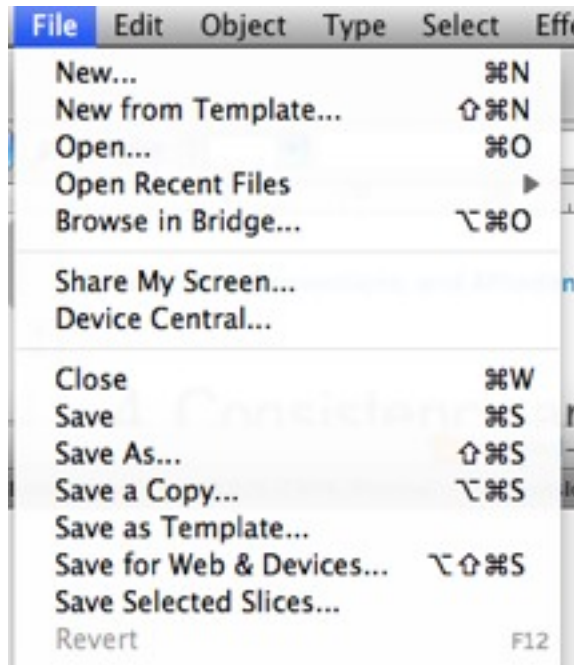 File Edit Object Type Select Effe
New... ⌘N
New from Template... ⇧⌘N
Open... ⌘O
Open Recent Files ▶
Browse in Bridge... ⌥⌘O
Share My Screen...
Device Central...
Close ⌘W
Save ⌘S
Save As... ⇧⌘S
Save a Copy... ⌥⌘S
Save as Template...
Save for Web & Devices... ⌥⇧⌘S
Save Selected Slices...
Revert F12